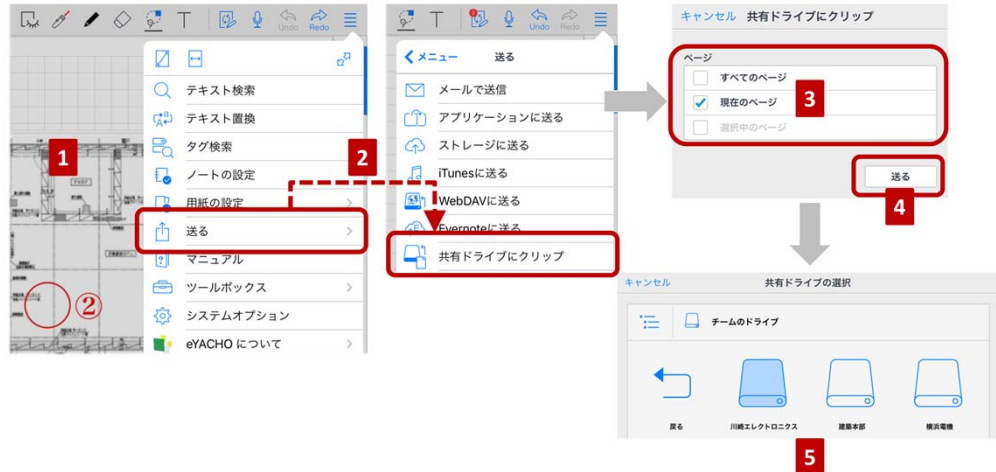 Undo
Redo
テキスト検索
テキスト置換
タグ検索
ノートの設定
用紙の設定
送る
マニュアル
ツールボックス
システムオプション
eYACHO について
1
②
2
Undo
Redo
メニュー 送る
メールで送信
アプリケーションに送る
ストレージに送る
iTunesに送る
WebDAVに送る
Evernoteに送る
共有ドライブにクリップ
キャンセル 共有ドライブにクリップ
ページ
すべてのページ
現在のページ
選択中のページ
3
送る
4
キャンセル 共有ドライブの選択
チームのドライブ
戻る 川崎エレクトロニクス 建築本部 横浜電機
5